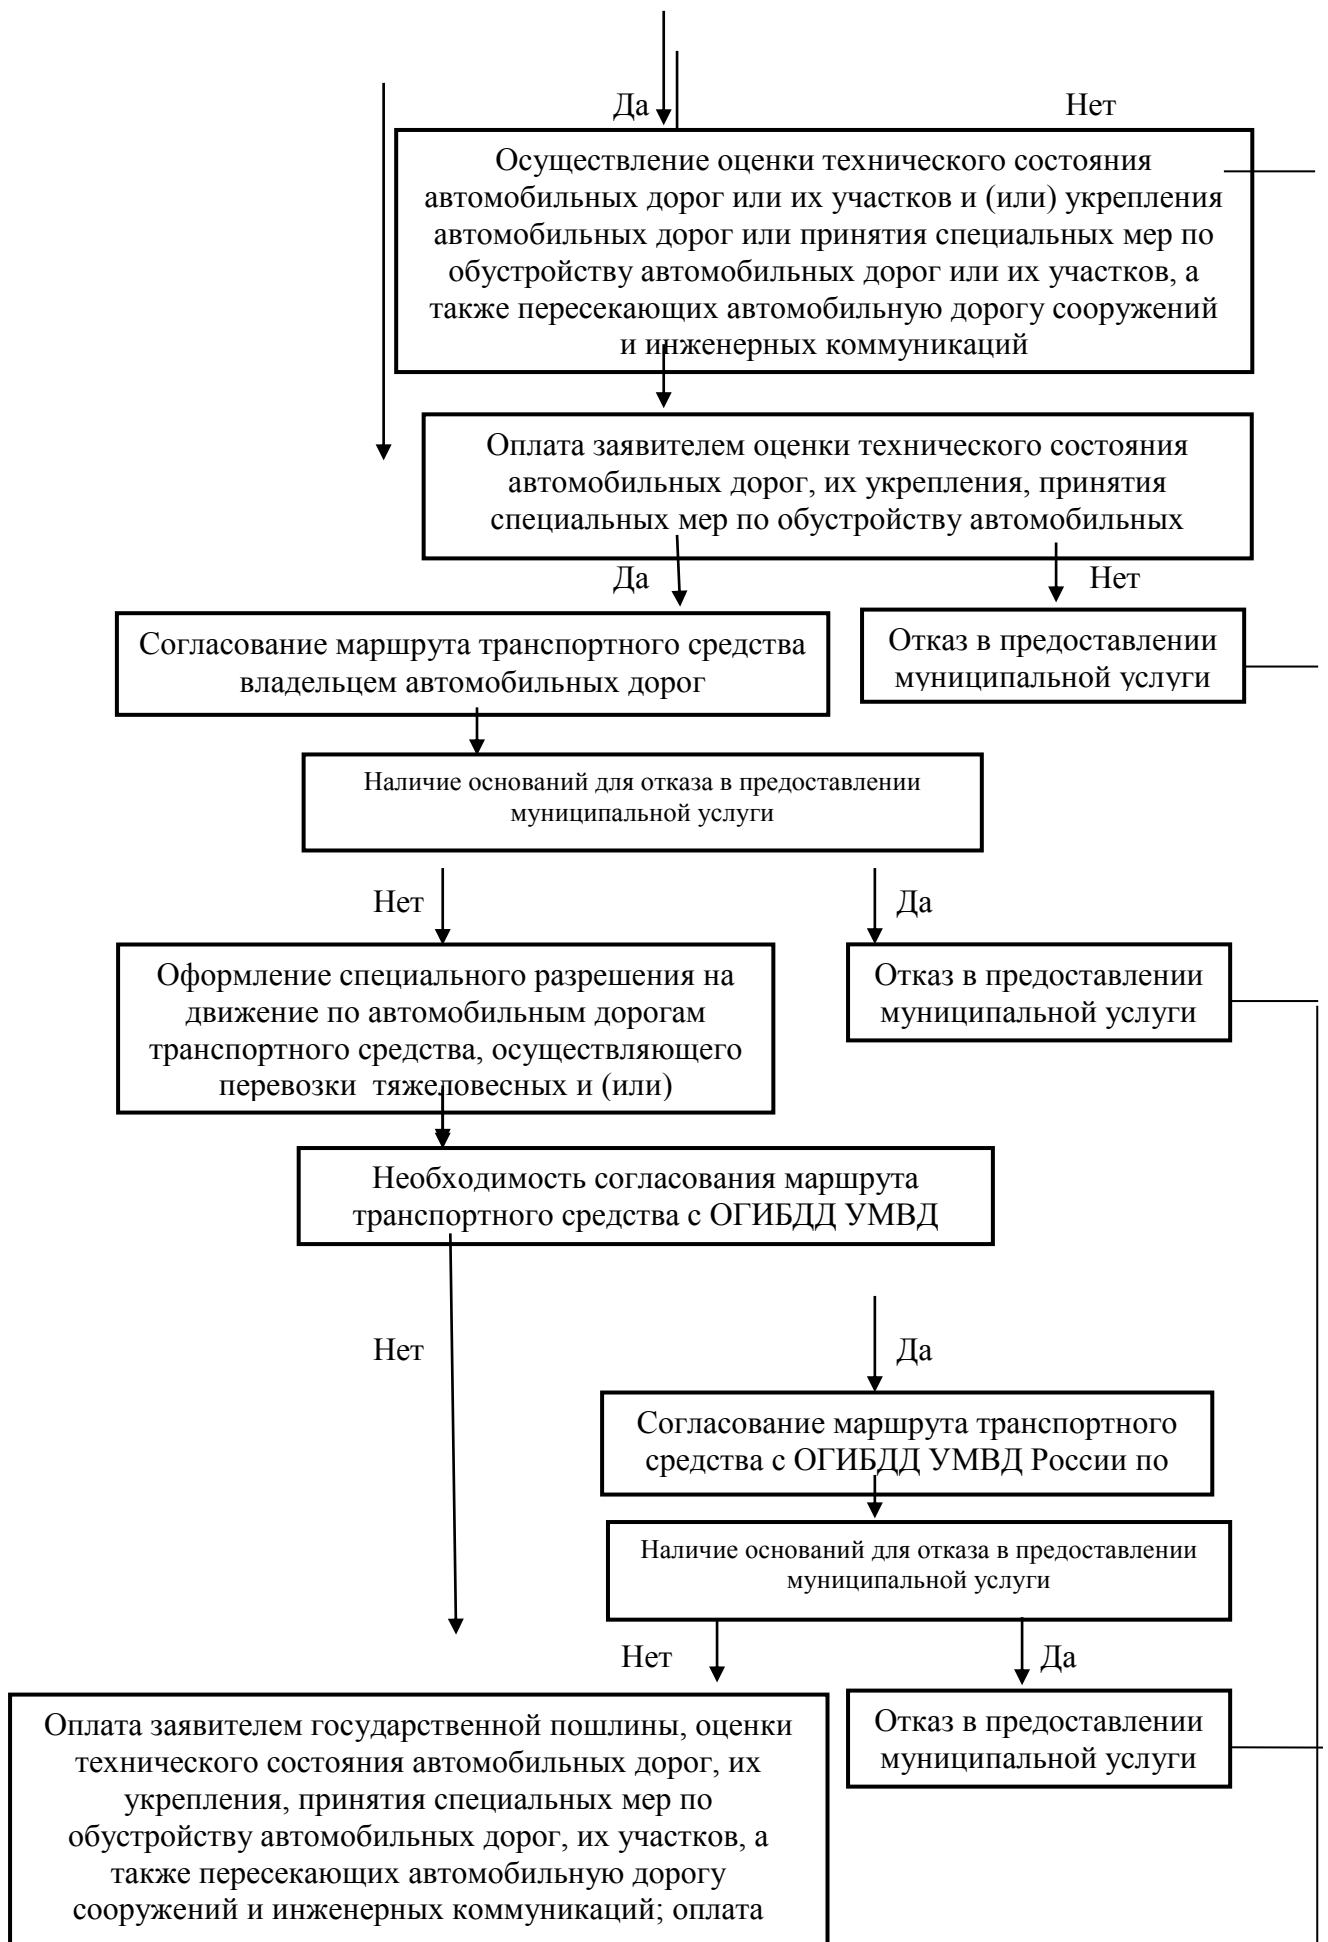 Да
Нет
Осуществление оценки технического состояния
автомобильных дорог или их участков и (или) укрепления
автомобильных дорог или принятия специальных мер по
обустройству автомобильных дорог или их участков, а
также пересекающих автомобильную дорогу сооружений
и инженерных коммуникаций
Оплата заявителем оценки технического состояния
автомобильных дорог, их укрепления, принятия
специальных мер по обустройству автомобильных
Да
Нет
Согласование маршрута транспортного средства
владельцем автомобильных дорог
Отказ в предоставлении
муниципальной услуги
Наличие оснований для отказа в предоставлении
муниципальной услуги
Нет
Да
Оформление специального разрешения на
движение по автомобильным дорогам
транспортного средства, осуществляющего
перевозки тяжеловесных и (или)
Отказ в предоставлении
муниципальной услуги
Необходимость согласования маршрута
транспортного средства с ОГИБДД УМВД
Нет
Да
Согласование маршрута транспортного
средства с ОГИБДД УМВД России по
Наличие оснований для отказа в предоставлении
муниципальной услуги
Нет
Да
Оплата заявителем государственной пошлины, оценки
технического состояния автомобильных дорог, их
укрепления, принятия специальных мер по
обустройству автомобильных дорог, их участков, а
также пересекающих автомобильную дорогу
сооружений и инженерных коммуникаций; оплата
Отказ в предоставлении
муниципальной услуги